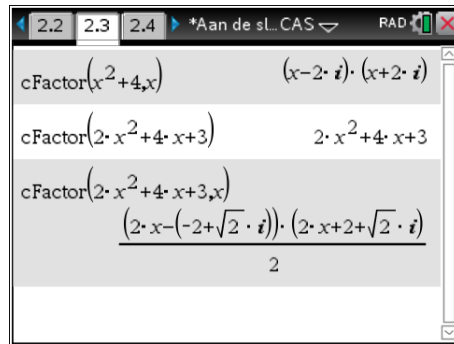 2.2 2.3 2.4 *Aan de sl...CAS RAD
cFactor(x²+4,x) (x−2·i)·(x+2·i)
cFactor(2·x²+4·x+3) 2·x²+4·x+3
cFactor(2·x²+4·x+3,x)
(2·x−(−2+√2·i))·(2·x+2+√2·i)
2